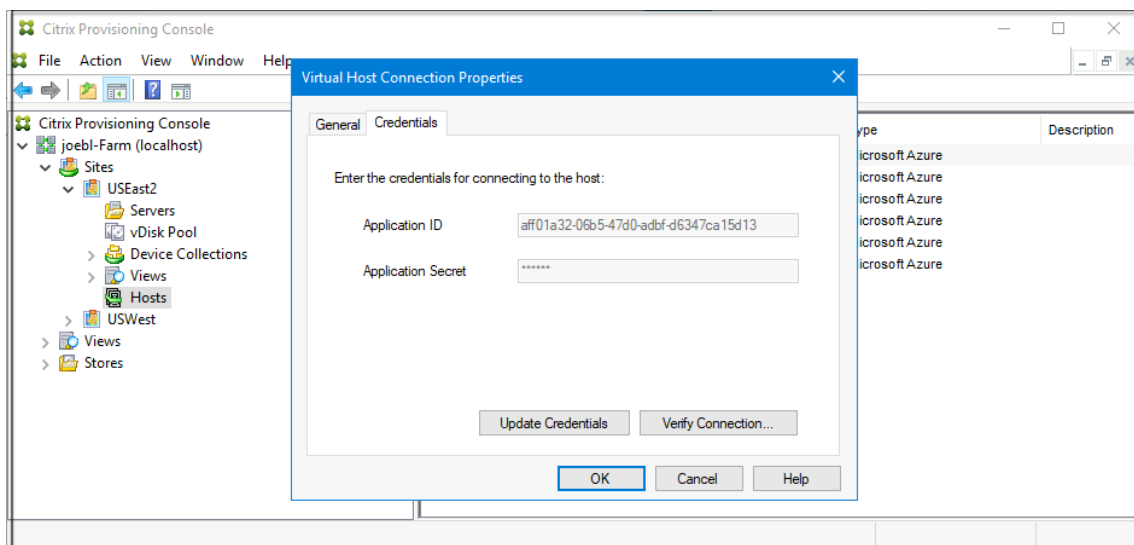 Citrix Provisioning Console
File Action View Window Help
Virtual Host Connection Properties
Citrix Provisioning Console
joebl-Farm (localhost)
Sites
USEast2
Servers
vDisk Pool
Device Collections
Views
Hosts
USWest
Views
Stores
General Credentials
Enter the credentials for connecting to the host:
Application ID aff01a32-06b5-47d0-adbf-d6347ca15d13
Application Secret ******
Update Credentials Verify Connection...
OK Cancel Help
ype Description
icrosoft Azure
icrosoft Azure
icrosoft Azure
icrosoft Azure
icrosoft Azure
icrosoft Azure